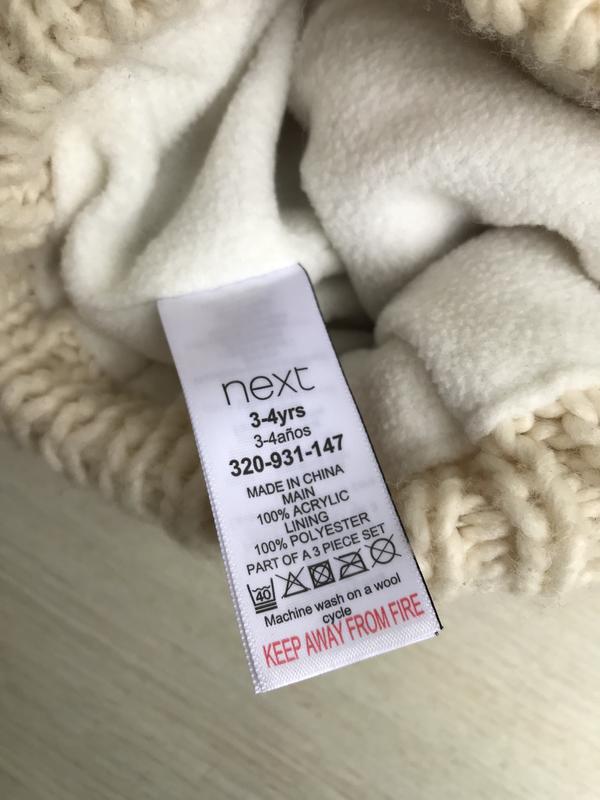 next
3-4yrs
3-4años
320-931-147
MADE IN CHINA
MAIN
100% ACRYLIC
LINING
100% POLYESTER
PART OF A 3 PIECE SET
40
Machine wash on a wool
cycle
KEEP AWAY FROM FIRE